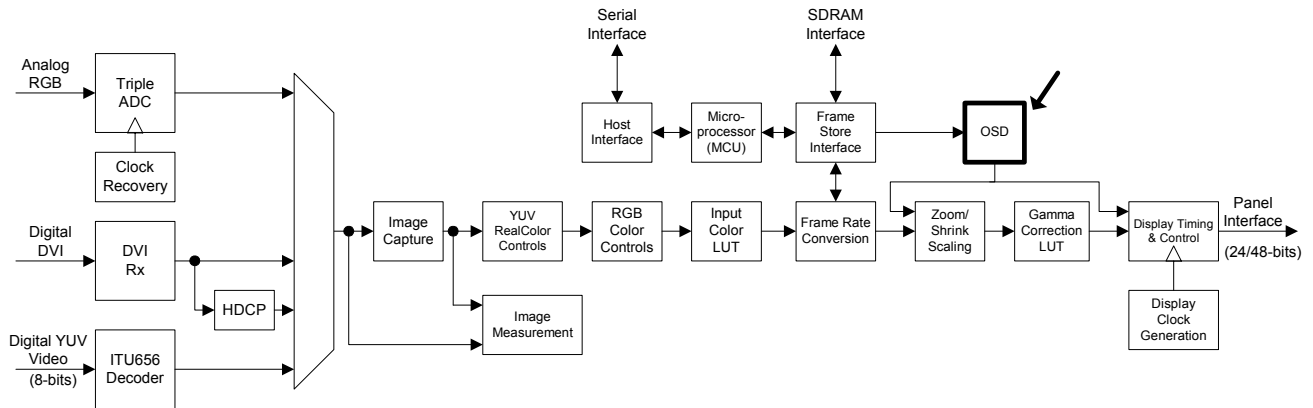 Serial
Interface
SDRAM
Interface
Analog
RGB
Triple
ADC
Clock
Recovery
Host
Interface
Micro-
processor
(MCU)
Frame
Store
Interface
OSD
Digital
DVI
DVI
Rx
HDCP
Digital YUV
Video
(8-bits)
ITU656
Decoder
Image
Capture
YUV
RealColor
Controls
RGB
Color
Controls
Input
Color
LUT
Frame Rate
Conversion
Zoom/
Shrink
Scaling
Gamma
Correction
LUT
Display Timing
& Control
Panel
Interface
(24/48-bits)
Image
Measurement
Display
Clock
Generation